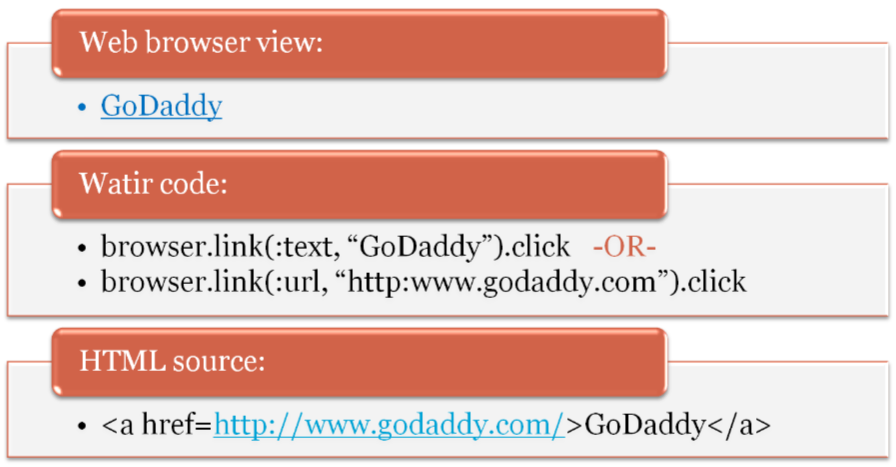 Web browser view:
• GoDaddy
Watir code:
• browser.link(:text, “GoDaddy”).click -OR-
• browser.link(:url, “http:www.godaddy.com”).click
HTML source:
• <a href=http://www.godaddy.com/>GoDaddy</a>